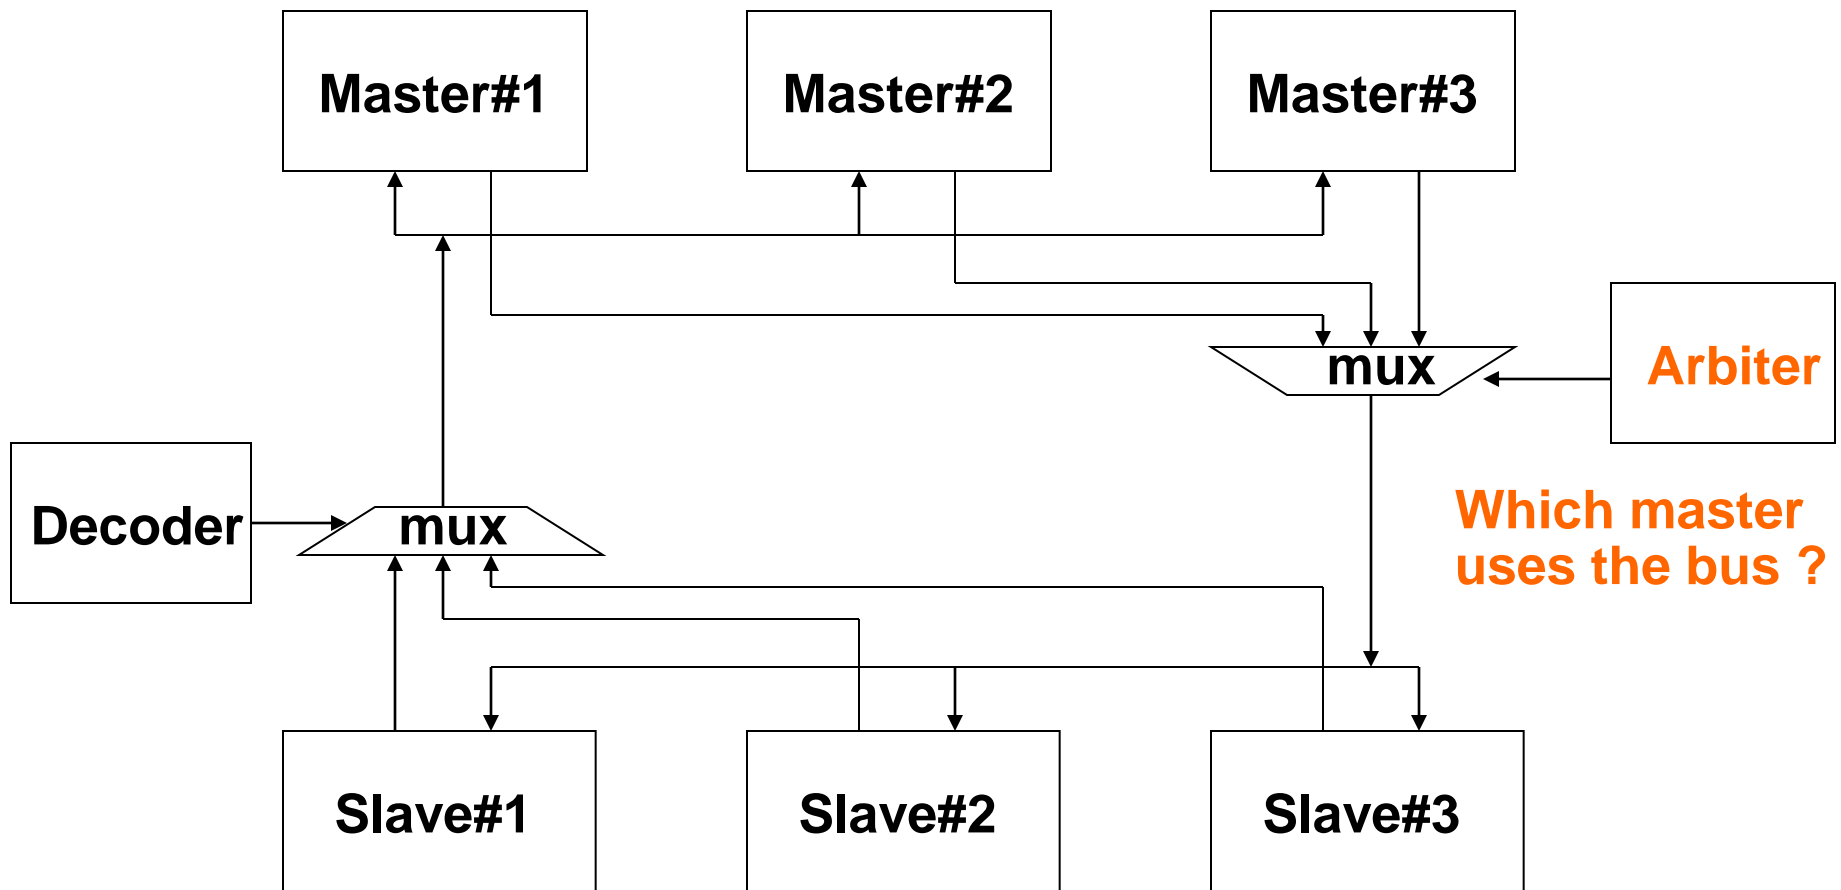 Master#1
Master#2
Master#3
mux
Arbiter
Decoder
mux
Which master
uses the bus ?
Slave#1
Slave#2
Slave#3